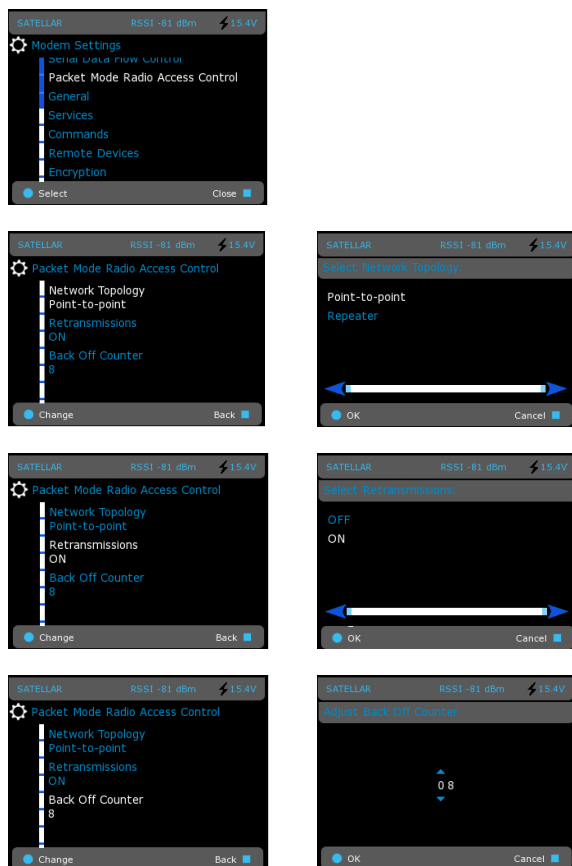 SATELLAR RSSI -81 dBm 15.4V
Modem Settings
Serial Data Flow Control
Packet Mode Radio Access Control
General
Services
Commands
Remote Devices
Encryption
Select Close
SATELLAR RSSI -81 dBm 15.4V
Packet Mode Radio Access Control
Network Topology
Point-to-point
Retransmissions
ON
Back Off Counter
8
Change Back
SATELLAR RSSI -81 dBm 15.4V
Select Network Topology:
Point-to-point
Repeater
OK Cancel
SATELLAR RSSI -81 dBm 15.4V
Packet Mode Radio Access Control
Network Topology
Point-to-point
Retransmissions
ON
Back Off Counter
8
Change Back
SATELLAR RSSI -81 dBm 15.4V
Select Retransmissions:
OFF
ON
OK Cancel
SATELLAR RSSI -81 dBm 15.4V
Packet Mode Radio Access Control
Network Topology
Point-to-point
Retransmissions
ON
Back Off Counter
8
Change Back
SATELLAR RSSI -81 dBm 15.4V
Adjust Back Off Counter
0 8
OK Cancel